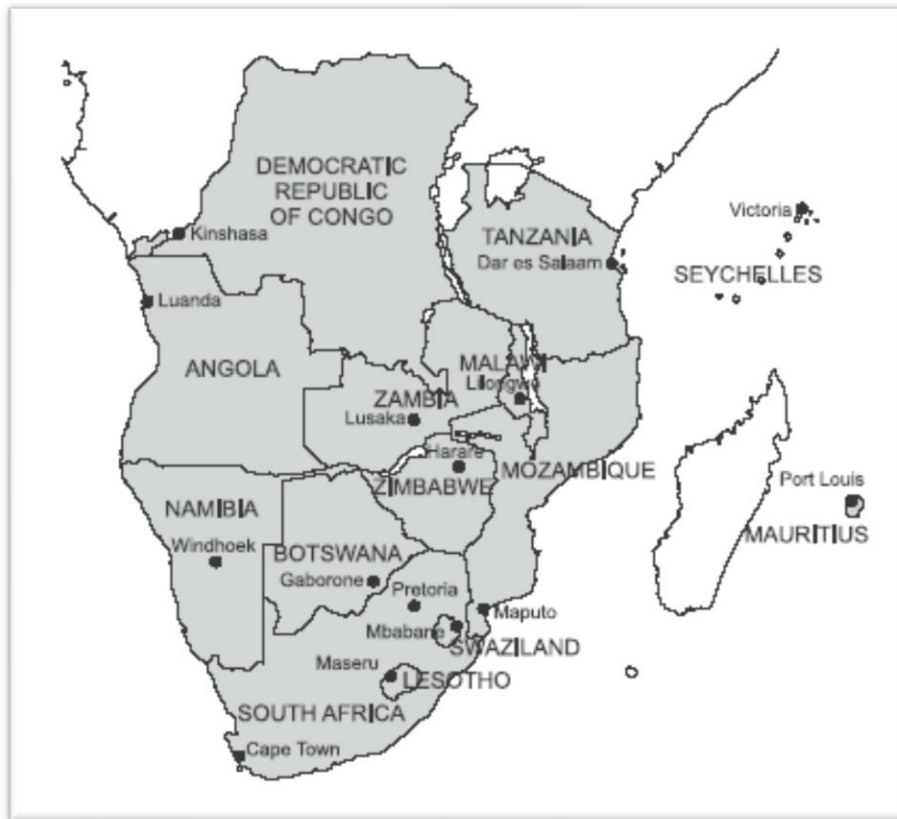 DEMOCRATIC
REPUBLIC
OF CONGO
Kinshasa
Victoria
TANZANIA
Dar es Salaam
SEYCHELLES
Luanda
ANGOLA
MALAWI
Lilongwe
ZAMBIA
Lusaka
Harare
MOZAMBIQUE
ZIMBABWE
Port Louis
MAURITIUS
NAMIBIA
Windhoek
BOTSWANA
Gaborone
Pretoria
Maputo
Mbabane
SWAZILAND
Maseru
LESOTHO
SOUTH AFRICA
Cape Town